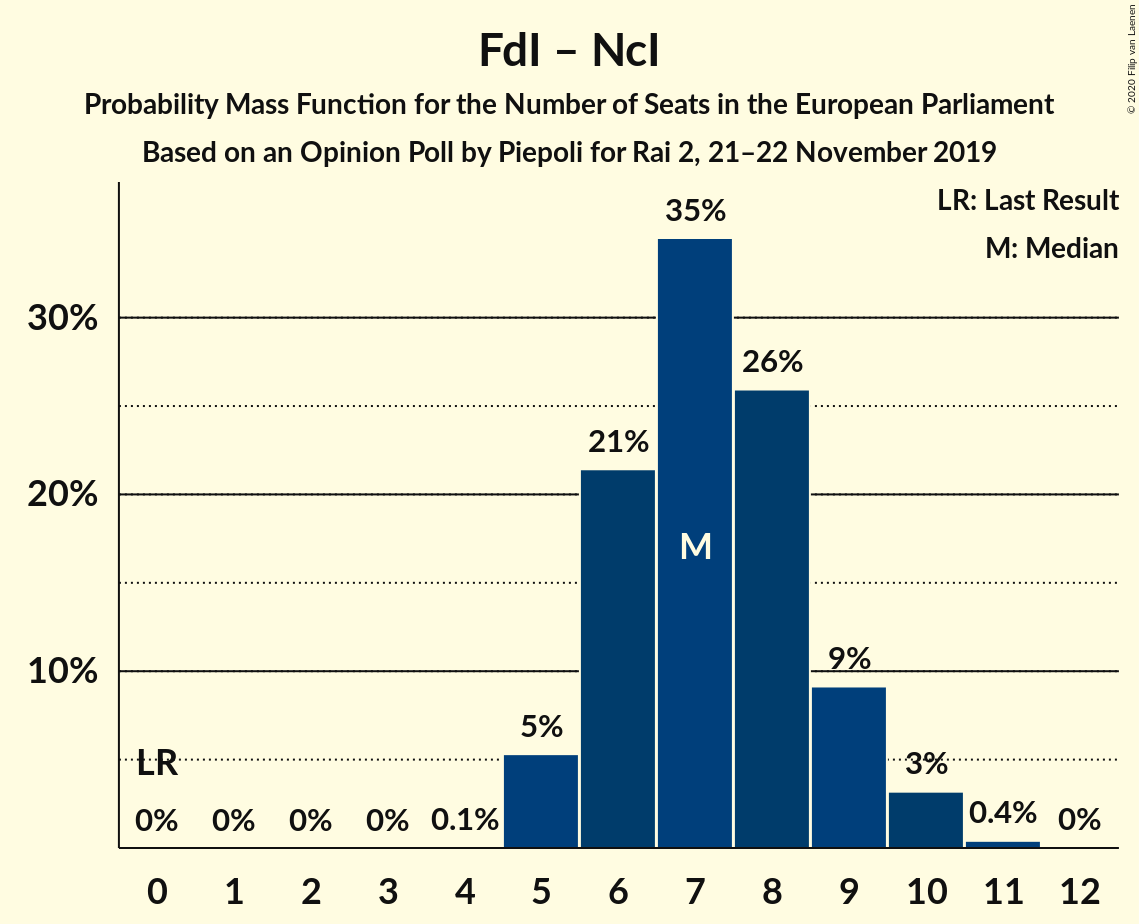 FdI – NcI
Probability Mass Function for the Number of Seats in the European Parliament
Based on an Opinion Poll by Piepoli for Rai 2, 21–22 November 2019
© 2020 Filip van Laenen
LR: Last Result
M: Median
35%
30%
26%
21%
20%
M
10%
9%
5%
LR
3%
0% 0% 0% 0% 0.1% 0.4% 0%
0 1 2 3 4 5 6 7 8 9 10 11 12